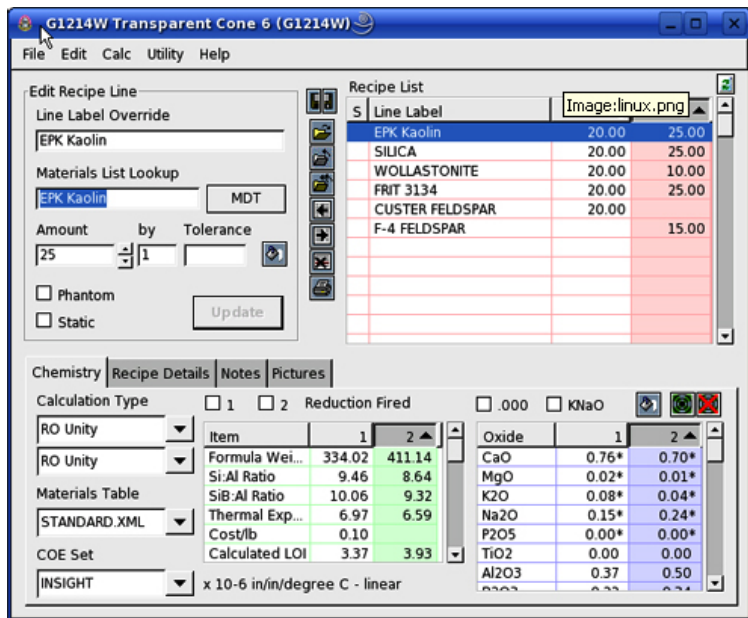 G1214W Transparent Cone 6 (G1214W)
File Edit Calc Utility Help
Edit Recipe Line
Line Label Override
EPK Kaolin
Materials List Lookup
EPK Kaolin MDT
Amount by Tolerance
25 1
Phantom
Static
Update
Recipe List
Image:linux.png
S Line Label
EPK Kaolin 20.00 25.00
SILICA 20.00 25.00
WOLLASTONITE 20.00 10.00
FRIT 3134 20.00 25.00
CUSTER FELDSPAR 20.00
F-4 FELDSPAR 15.00
Chemistry Recipe Details Notes Pictures
Calculation Type
RO Unity
RO Unity
Materials Table
STANDARD.XML
COE Set
INSIGHT
1 2 Reduction Fired
Item 1 2
Formula Wei... 334.02 411.14
Si:Al Ratio 9.46 8.64
SiB:Al Ratio 10.06 9.32
Thermal Exp... 6.97 6.59
Cost/lb 0.10
Calculated LOI 3.37 3.93
x 10-6 in/in/degree C - linear
.000 KNaO
Oxide 1 2
CaO 0.76* 0.70*
MgO 0.02* 0.01*
K2O 0.08* 0.04*
Na2O 0.15* 0.24*
P2O5 0.00* 0.00*
TiO2 0.00 0.00
Al2O3 0.37 0.50